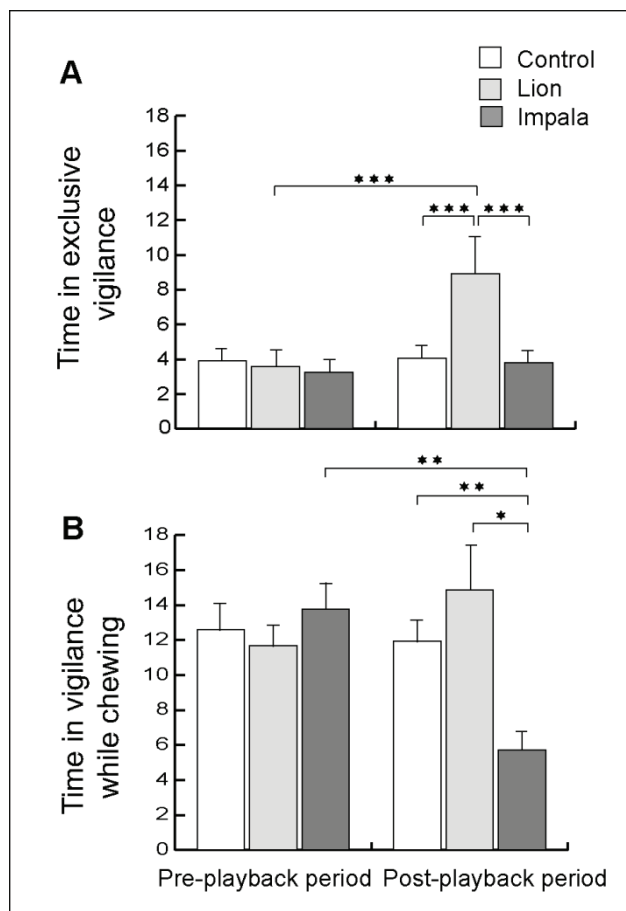 A
Control
Lion
Impala
Time in exclusive
vigilance
18
16
14
12
10
8
6
4
2
0
***
***
***
B
Time in vigilance
while chewing
18
16
14
12
10
8
6
4
2
0
**
**
*
Pre-playback period
Post-playback period